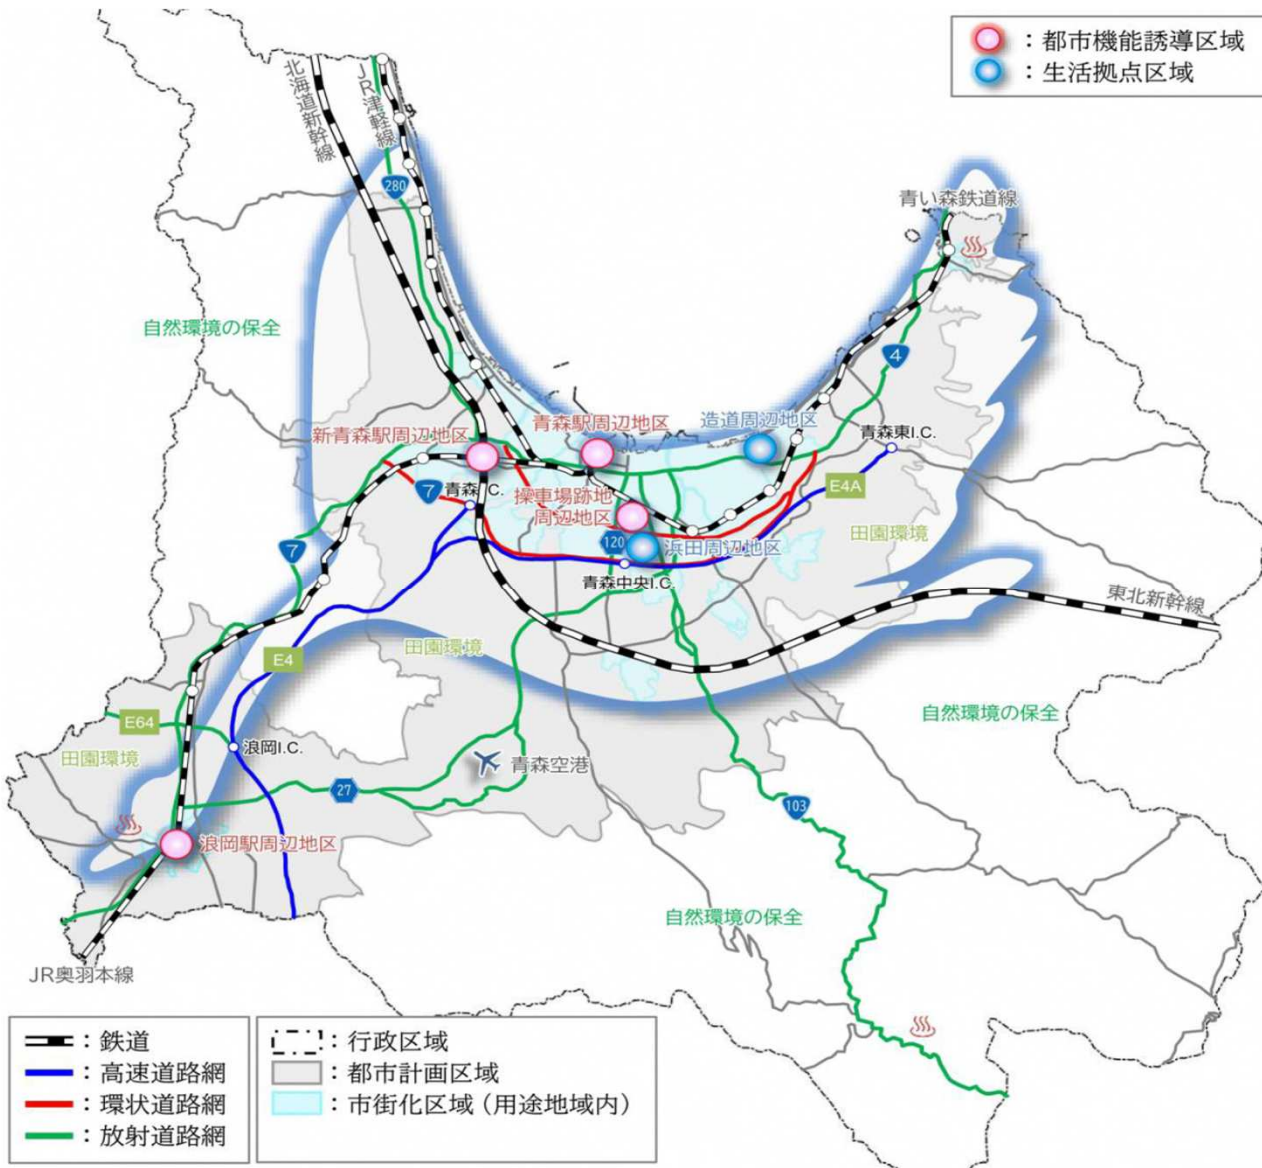 ：都市機能誘導区域
：生活拠点区域
北海道新幹線
JR津軽線
280
青い森鉄道線
自然環境の保全
4
青森駅周辺地区
造道周辺地区
新青森駅周辺地区
青森東I.C.
7
青森I.C.
E4A
操車場跡地
周辺地区
田園環境
7
120
浜田周辺地区
青森中央I.C.
東北新幹線
田園環境
E4
自然環境の保全
E64
浪岡I.C.
田園環境
青森空港
27
103
浪岡駅周辺地区
自然環境の保全
JR奥羽本線
：鉄道
：高速道路網
：環状道路網
：放射道路網
：行政区域
：都市計画区域
：市街化区域（用途地域内）